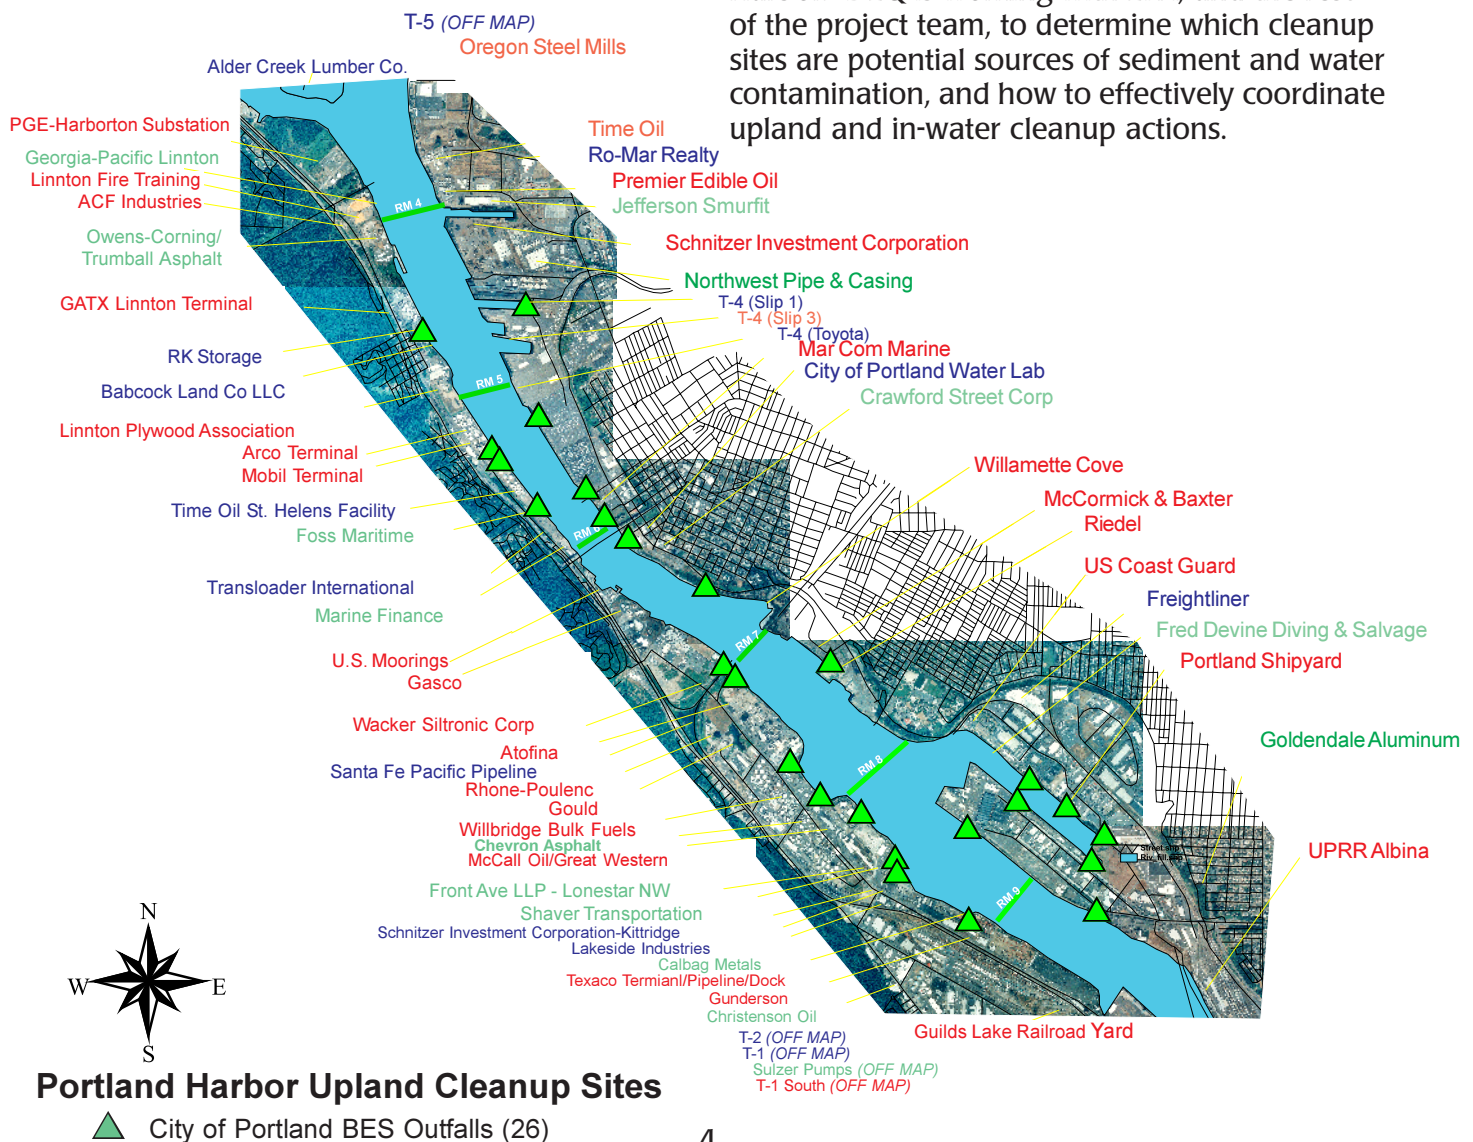 of the project team, to determine which cleanup
sites are potential sources of sediment and water
contamination, and how to effectively coordinate
upland and in-water cleanup actions.
T-5 (OFF MAP)
Oregon Steel Mills
Alder Creek Lumber Co.
PGE-Harborton Substation
Georgia-Pacific Linnton
Linnton Fire Training
ACF Industries
Owens-Corning/
Trumball Asphalt
GATX Linnton Terminal
RK Storage
Babcock Land Co LLC
Linnton Plywood Association
Arco Terminal
Mobil Terminal
Time Oil St. Helens Facility
Foss Maritime
Transloader International
Marine Finance
U.S. Moorings
Gasco
Wacker Siltronic Corp
Atofina
Santa Fe Pacific Pipeline
Rhone-Poulenc
Gould
Willbridge Bulk Fuels
Chevron Asphalt
McCall Oil/Great Western
Front Ave LLP - Lonestar NW
Shaver Transportation
Schnitzer Investment Corporation-Kittridge
Lakeside Industries
Calbag Metals
Texaco Termianl/Pipeline/Dock
Gunderson
Christenson Oil
T-2 (OFF MAP)
T-1 (OFF MAP)
Sulzer Pumps (OFF MAP)
T-1 South (OFF MAP)
Time Oil
Ro-Mar Realty
Premier Edible Oil
Jefferson Smurfit
Schnitzer Investment Corporation
Northwest Pipe & Casing
T-4 (Slip 1)
T-4 (Slip 3)
T-4 (Toyota)
Mar Com Marine
City of Portland Water Lab
Crawford Street Corp
Willamette Cove
McCormick & Baxter
Riedel
US Coast Guard
Freightliner
Fred Devine Diving & Salvage
Portland Shipyard
Goldendale Aluminum
UPRR Albina
Guilds Lake Railroad Yard
RM 4
RM 5
RM 6
RM 7
RM 8
RM 9
N
W
E
S
Portland Harbor Upland Cleanup Sites
City of Portland BES Outfalls (26)